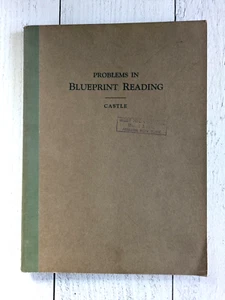 PROBLEMS IN
BLUEPRINT READING
CASTLE